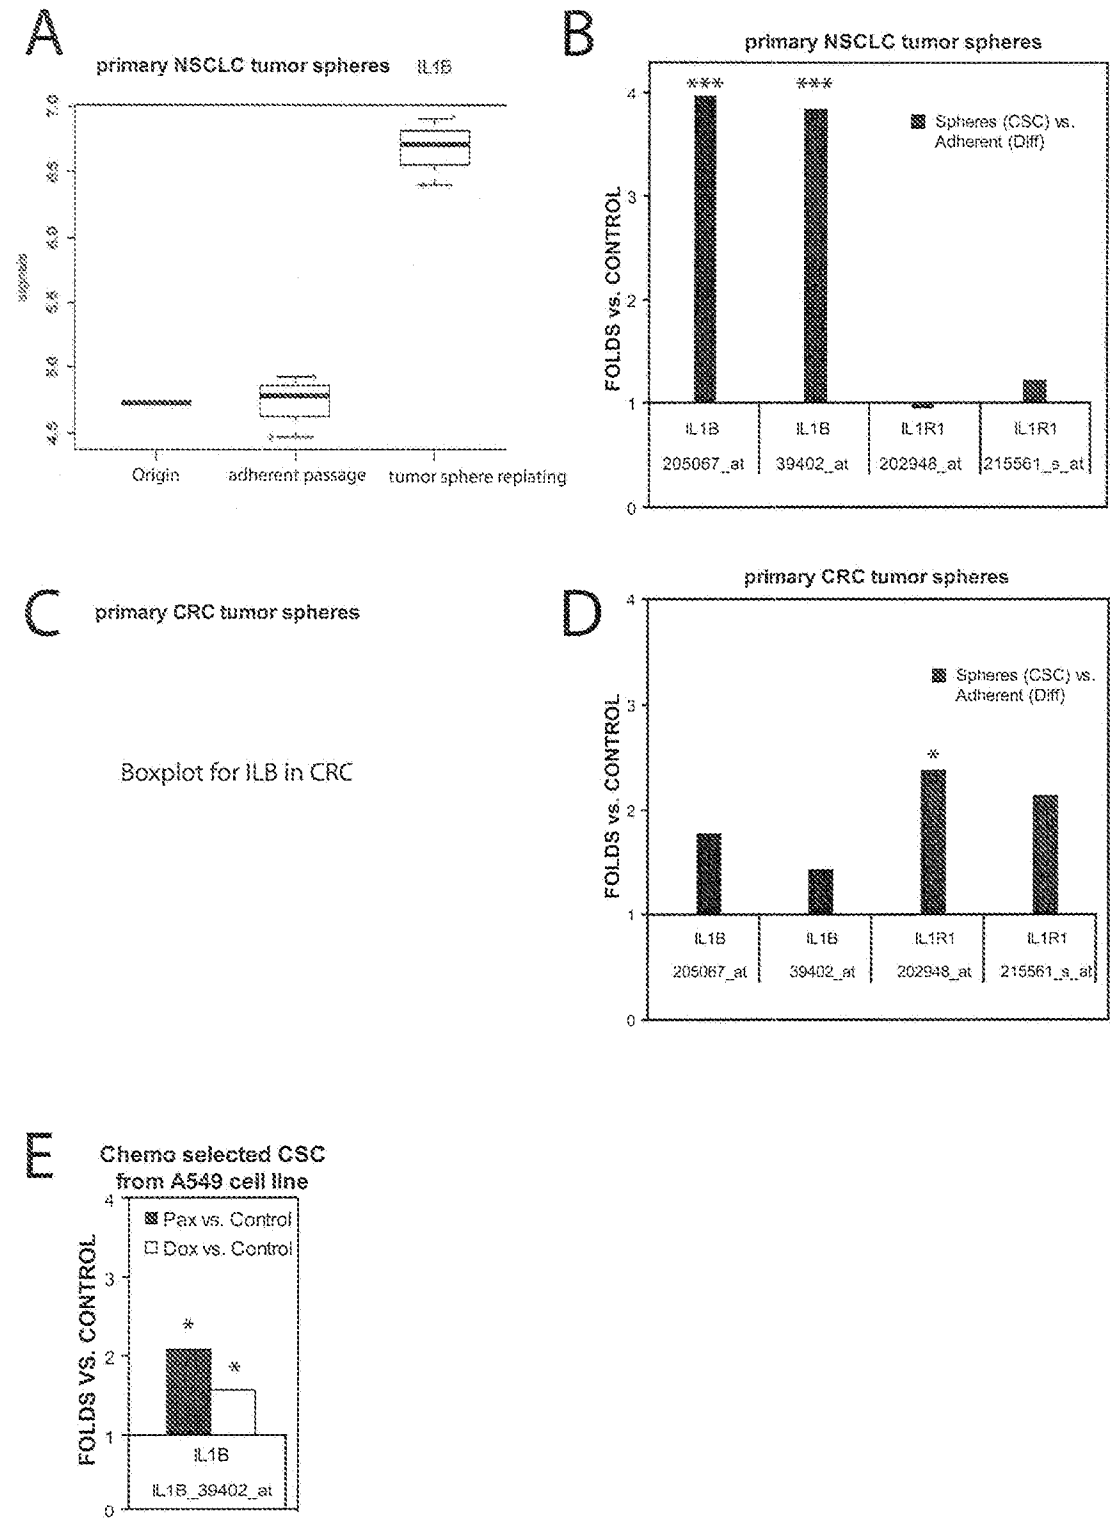 A
primary NSCLC tumor spheres IL1B
7.0
6.5
6.0
5.5
5.0
4.5
Origin
adherent passage
tumor sphere replating
B
primary NSCLC tumor spheres
FOLDS vs. CONTROL
4
3
2
1
0
*** ***
Spheres (CSC) vs.
Adherent (Diff)
IL1B IL1B IL1R1 IL1R1
205067_at 39402_at 202948_at 215561_s_at
C
primary CRC tumor spheres
Boxplot for ILB in CRC
D
primary CRC tumor spheres
FOLDS vs. CONTROL
4
3
2
1
0
Spheres (CSC) vs.
Adherent (Diff)
*
IL1B IL1B IL1R1 IL1R1
205067_at 39402_at 202948_at 215561_s_at
E
Chemo selected CSC
from A549 cell line
FOLDS VS. CONTROL
4
3
2
1
0
Pax vs. Control
Dox vs. Control
*
*
IL1B
IL1B_39402_at